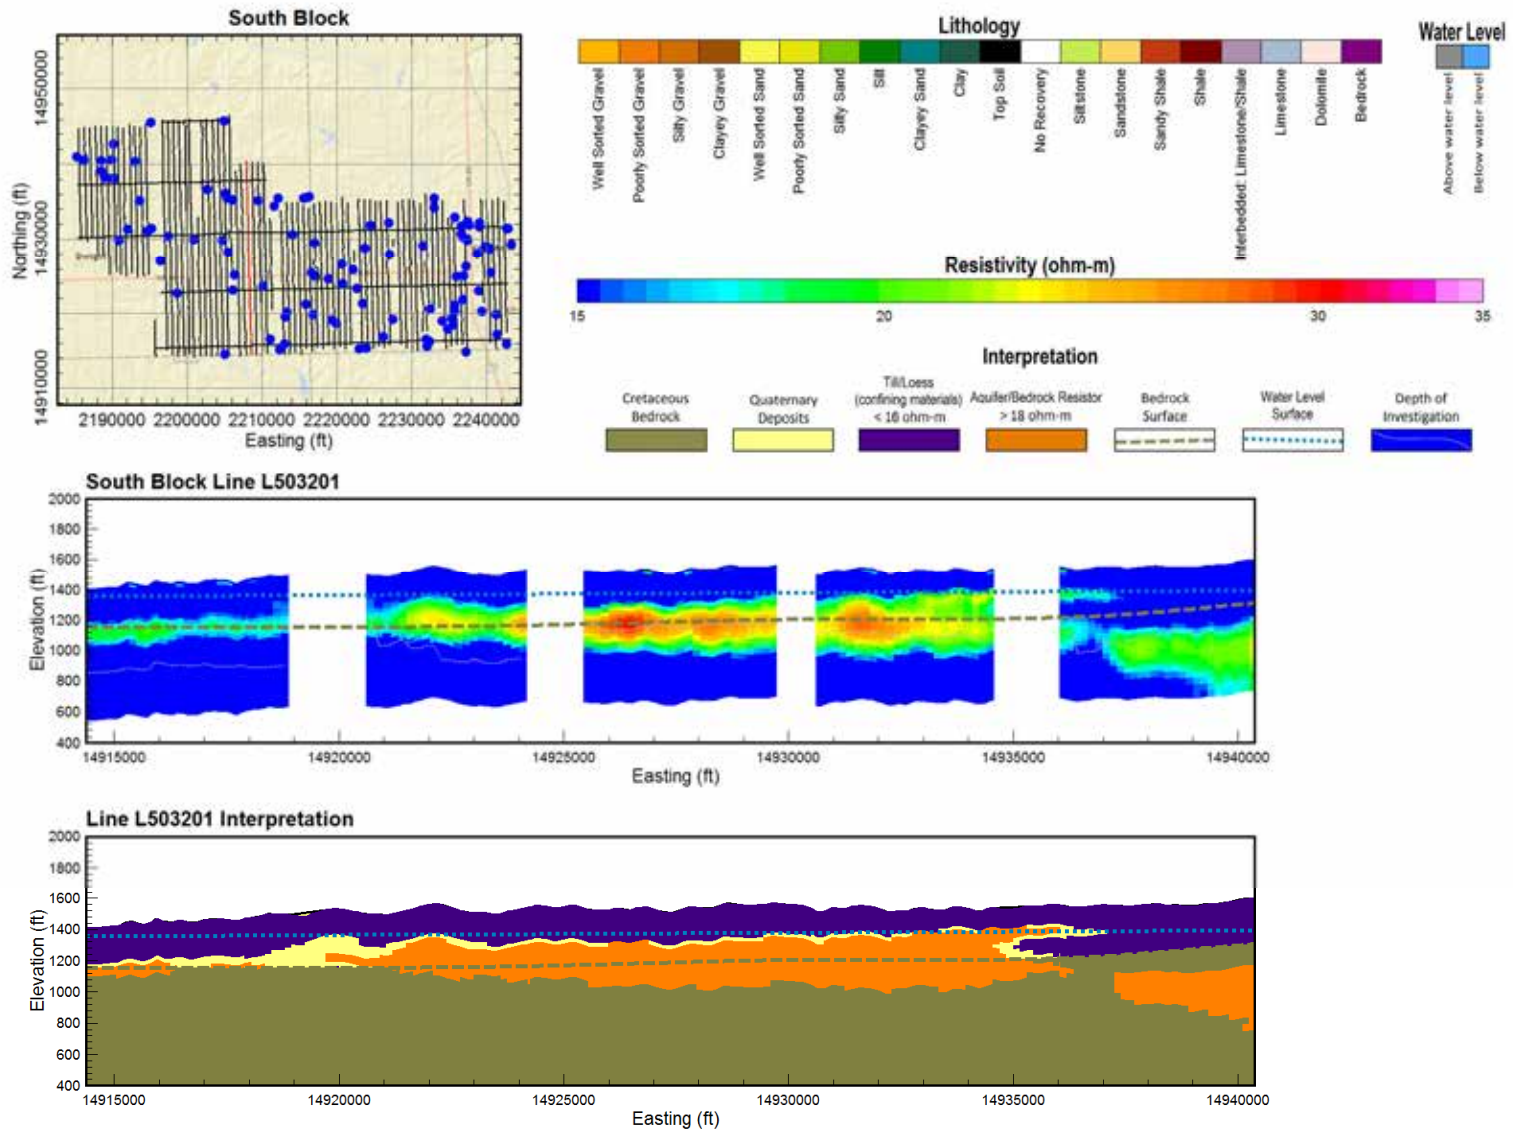 South Block
Northing (ft)
14950000
14930000
14910000
2190000 2200000 2210000 2220000 2230000 2240000
Easting (ft)
Lithology
Well Sorted Gravel
Poorly Sorted Gravel
Silty Gravel
Clayey Gravel
Well Sorted Sand
Poorly Sorted Sand
Silty Sand
Silt
Clayey Sand
Clay
Top Soil
No Recovery
Siltstone
Sandstone
Sandy Shale
Shale
Interbedded: Limestone/Shale
Limestone
Dolomite
Bedrock
Water Level
Above water level
Below water level
Resistivity (ohm-m)
15 20 30 35
Interpretation
Cretaceous
Bedrock
Quaternary
Deposits
Till/Loess
(confining materials)
< 16 ohm-m
Aquifer/Bedrock Resistor
> 18 ohm-m
Bedrock
Surface
Water Level
Surface
Depth of
Investigation
South Block Line L503201
Elevation (ft)
2000
1800
1600
1400
1200
1000
800
600
400
14915000 14920000 14925000 14930000 14935000 14940000
Easting (ft)
Line L503201 Interpretation
Elevation (ft)
2000
1800
1600
1400
1200
1000
800
600
400
14915000 14920000 14925000 14930000 14935000 14940000
Easting (ft)